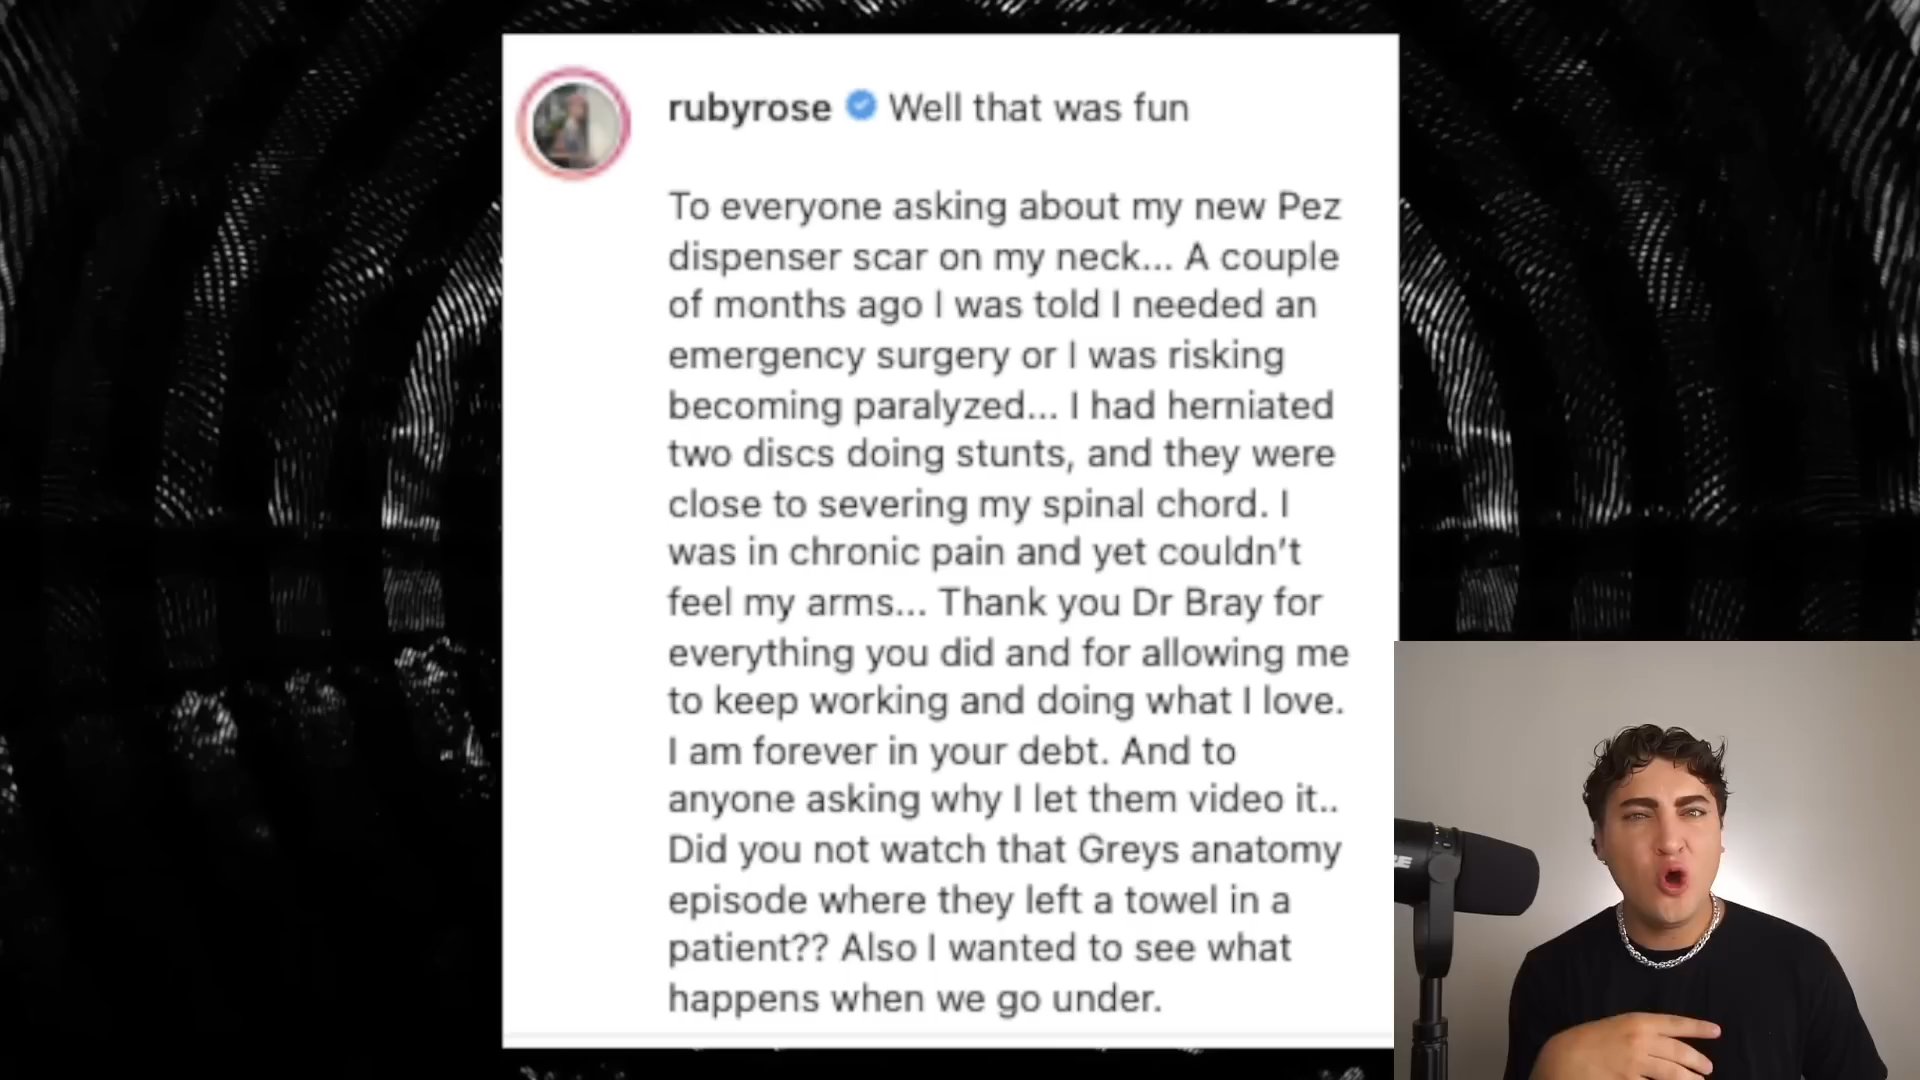 rubyrose Well that was fun
To everyone asking about my new Pez
dispenser scar on my neck... A couple
of months ago I was told I needed an
emergency surgery or I was risking
becoming paralyzed... I had herniated
two discs doing stunts, and they were
close to severing my spinal chord. I
was in chronic pain and yet couldn't
feel my arms... Thank you Dr Bray for
everything you did and for allowing me
to keep working and doing what I love.
I am forever in your debt. And to
anyone asking why I let them video it..
Did you not watch that Greys anatomy
episode where they left a towel in a
patient?? Also I wanted to see what
happens when we go under.